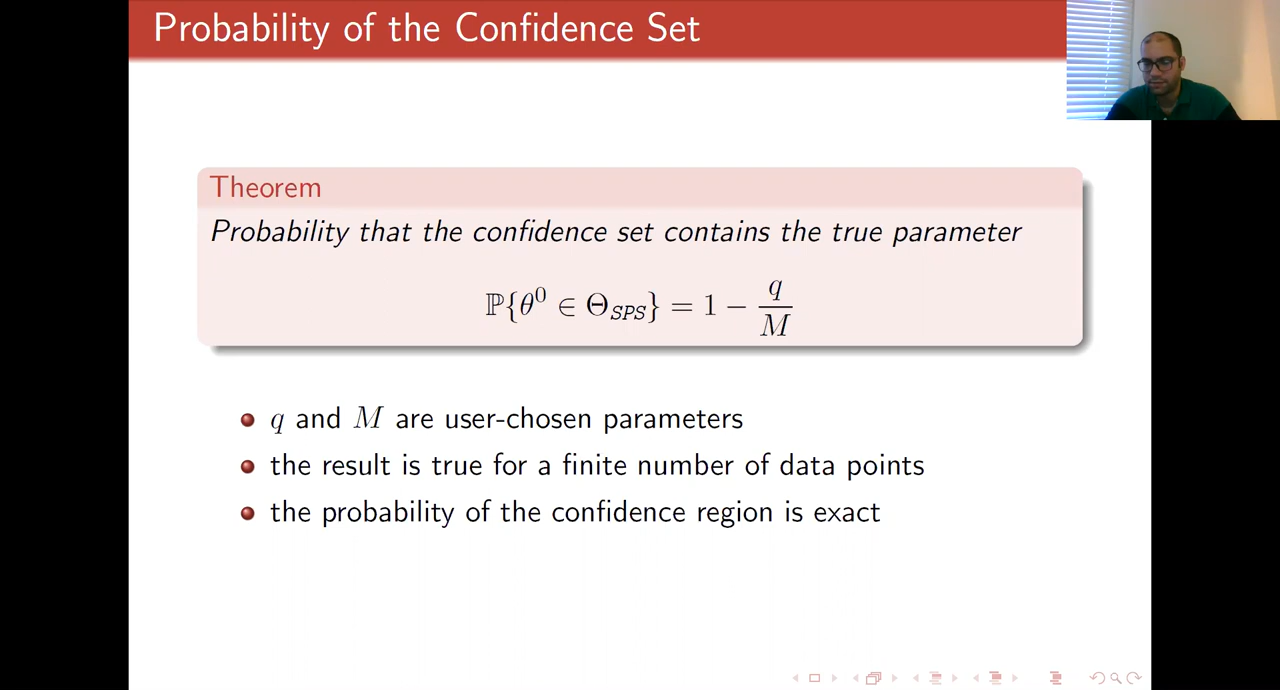 Probability of the Confidence Set
Theorem
Probability that the confidence set contains the true parameter
ℙ{θ⁰ ∈ Θ_SPS} = 1 − q/M
q and M are user-chosen parameters
the result is true for a finite number of data points
the probability of the confidence region is exact